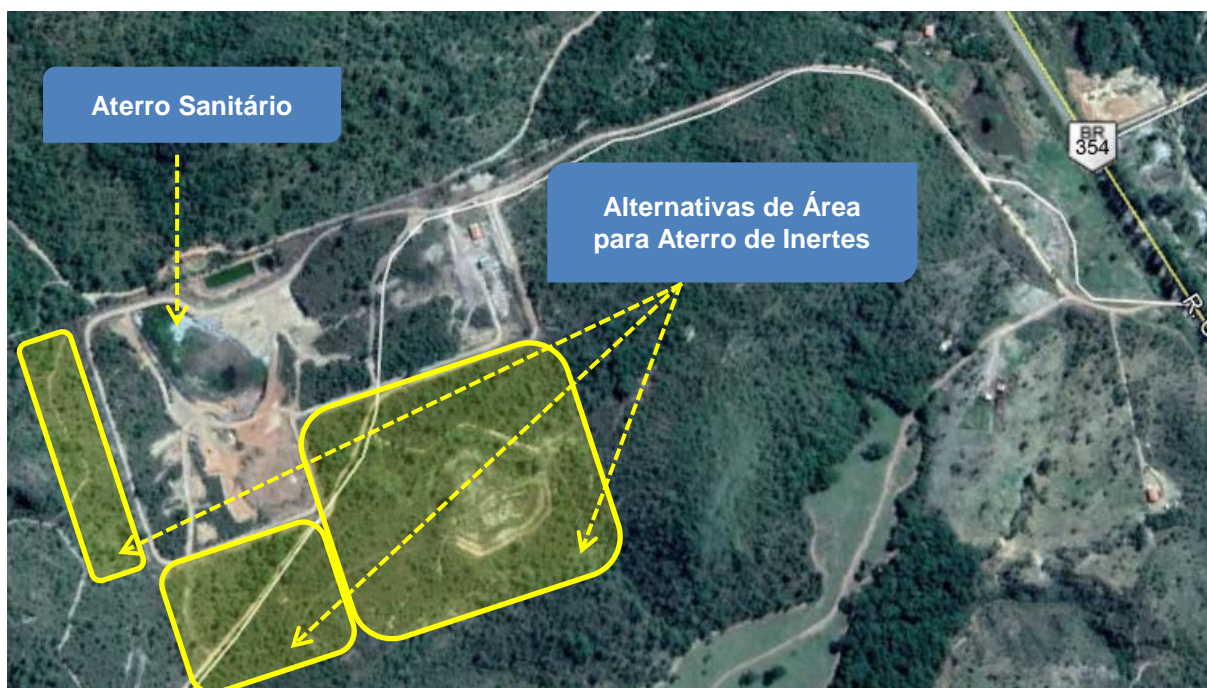 Aterro Sanitário
BR
354
Alternativas de Área
para Aterro de Inertes
R.